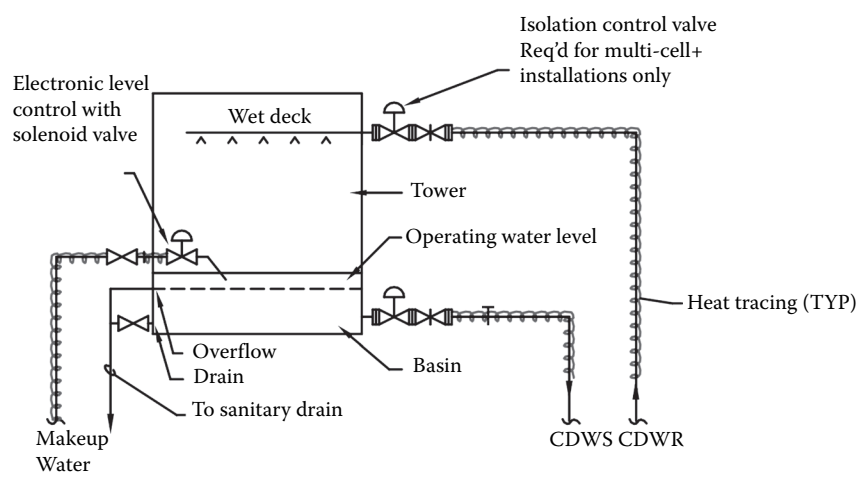 Isolation control valve
Req'd for multi-cell+
installations only
Electronic level
control with
solenoid valve
Wet deck
Tower
Operating water level
Heat tracing (TYP)
Overflow
Drain
Basin
To sanitary drain
Makeup
Water
CDWS CDWR